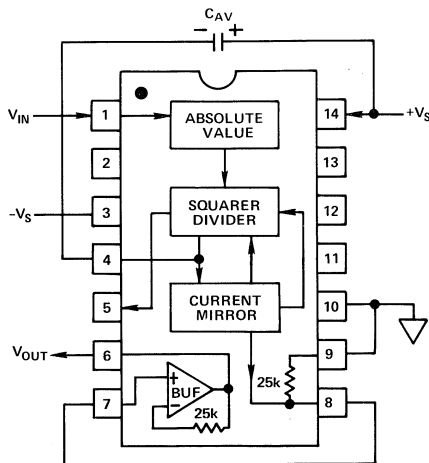 CAV
− +
VIN
1
ABSOLUTE
VALUE
14
+VS
2
13
−VS
3
SQUARER
DIVIDER
12
4
11
5
CURRENT
MIRROR
10
VOUT
6
9
25k
+
BUF
−
25k
7
8